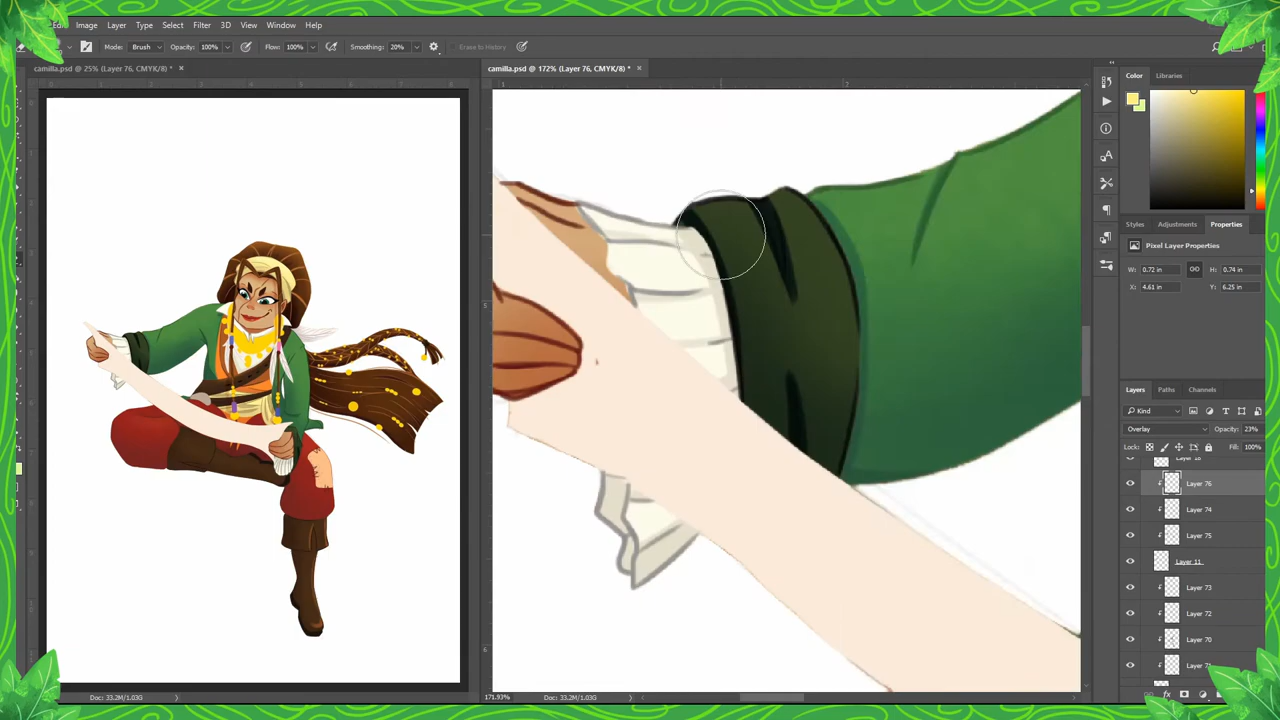 Edit Image Layer Type Select Filter 3D View Window Help
Mode: Brush Opacity: 100% Flow: 100% Smoothing: 20% Erase to History
camilla.psd @ 25% (Layer 76, CMYK/8) * × camilla.psd @ 172% (Layer 76, CMYK/8) * ×
Color Libraries
Styles Adjustments Properties
Pixel Layer Properties
W: 0.72 in H: 0.74 in
X: 4.61 in Y: 6.25 in
Layers Paths Channels
Kind
Overlay Opacity: 23%
Lock: Fill: 100%
Layer 76
Layer 74
Layer 75
Layer 11
Layer 73
Layer 72
Layer 70
Doc: 33.2M/1.03G 171.93% Doc: 33.2M/1.03G